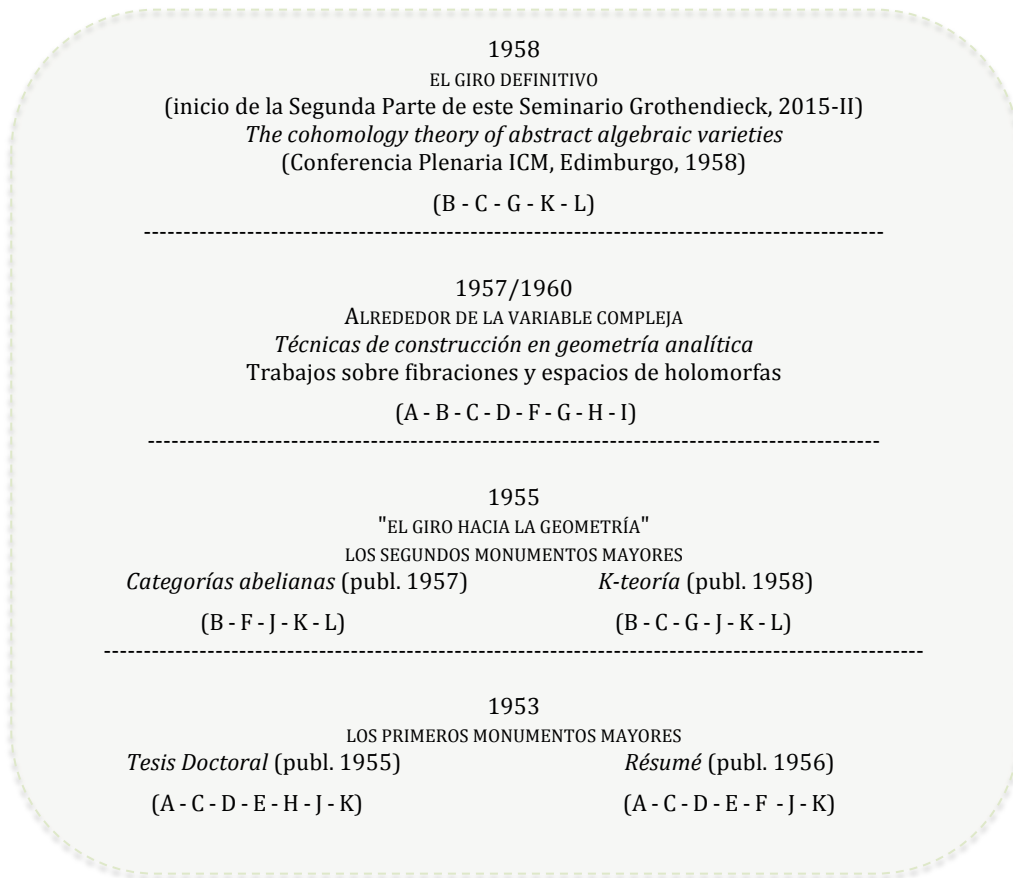 1958
EL GIRO DEFINITIVO
(inicio de la Segunda Parte de este Seminario Grothendieck, 2015-II)
The cohomology theory of abstract algebraic varieties
(Conferencia Plenaria ICM, Edimburgo, 1958)
(B - C - G - K - L)
-----------------------------------------------------------------------------------------------
1957/1960
ALREDEDOR DE LA VARIABLE COMPLEJA
Técnicas de construcción en geometría analítica
Trabajos sobre fibraciones y espacios de holomorfas
(A - B - C - D - F - G - H - I)
----------------------------------------------------------------------------------------------
1955
"EL GIRO HACIA LA GEOMETRÍA"
LOS SEGUNDOS MONUMENTOS MAYORES
Categorías abelianas (publ. 1957) K-teoría (publ. 1958)
(B - F - J - K - L) (B - C - G - J - K - L)
---------------------------------------------------------------------------------------------------------
1953
LOS PRIMEROS MONUMENTOS MAYORES
Tesis Doctoral (publ. 1955) Résumé (publ. 1956)
(A - C - D - E - H - J - K) (A - C - D - E - F - J - K)